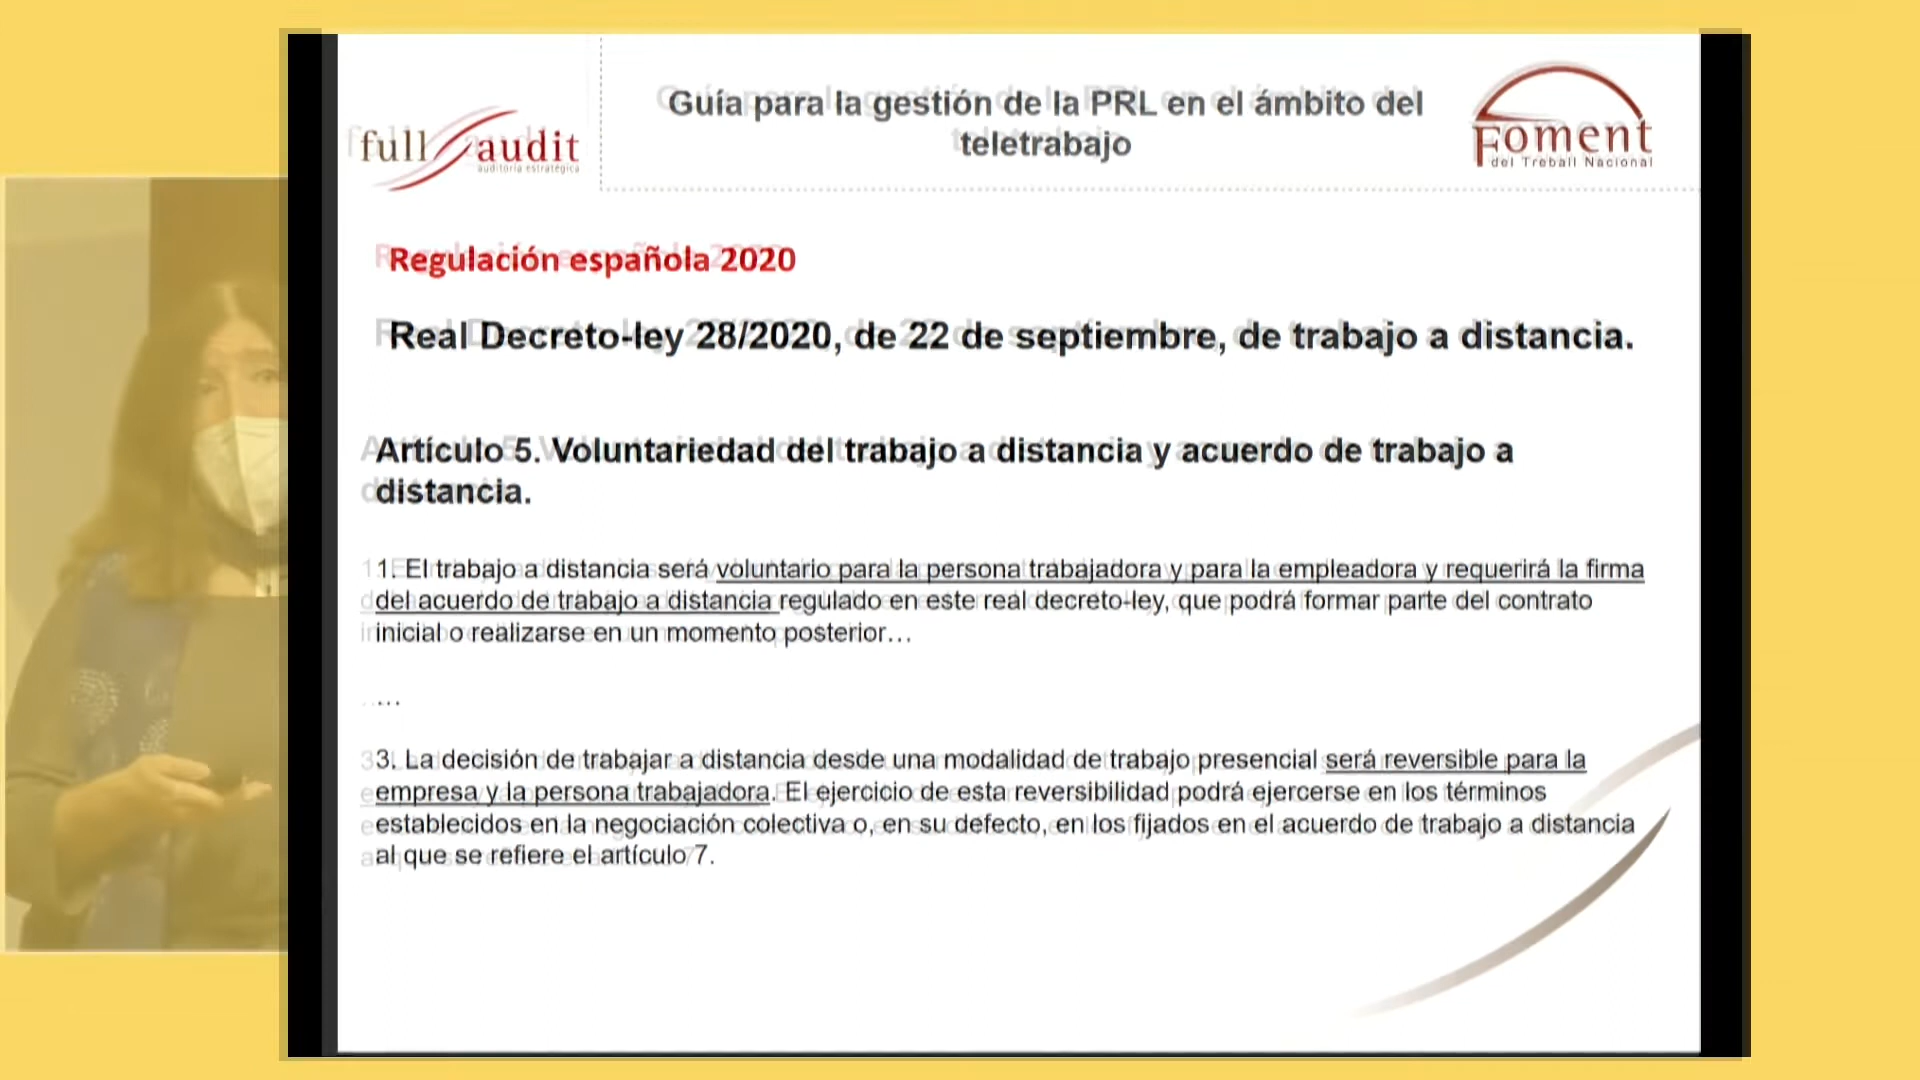 full audit
auditoría estratégica
Guía para la gestión de la PRL en el ámbito del
teletrabajo
Foment
del Treball Nacional
Regulación española 2020
Real Decreto-ley 28/2020, de 22 de septiembre, de trabajo a distancia.
Artículo 5. Voluntariedad del trabajo a distancia y acuerdo de trabajo a
distancia.
1. El trabajo a distancia será voluntario para la persona trabajadora y para la empleadora y requerirá la firma
del acuerdo de trabajo a distancia regulado en este real decreto-ley, que podrá formar parte del contrato
inicial o realizarse en un momento posterior…
…
3. La decisión de trabajar a distancia desde una modalidad de trabajo presencial será reversible para la
empresa y la persona trabajadora. El ejercicio de esta reversibilidad podrá ejercerse en los términos
establecidos en la negociación colectiva o, en su defecto, en los fijados en el acuerdo de trabajo a distancia
al que se refiere el artículo 7.